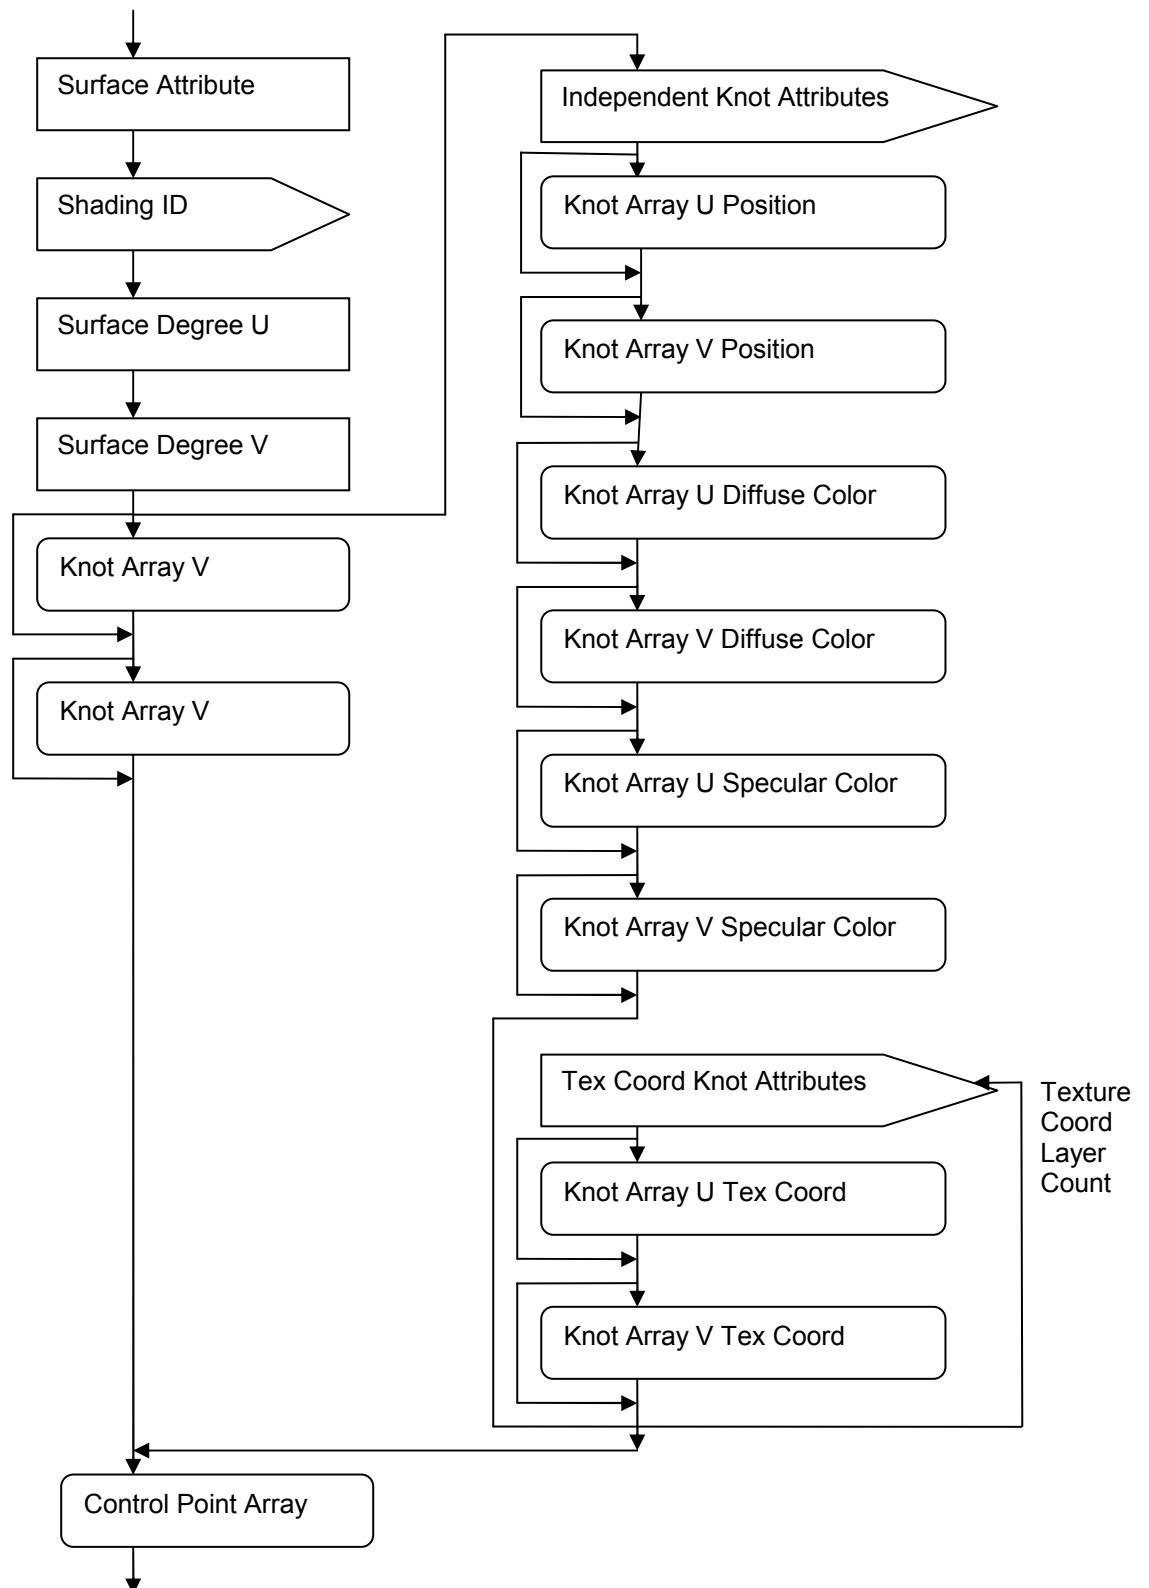 Surface Attribute
Shading ID
Surface Degree U
Surface Degree V
Knot Array V
Knot Array V
Independent Knot Attributes
Knot Array U Position
Knot Array V Position
Knot Array U Diffuse Color
Knot Array V Diffuse Color
Knot Array U Specular Color
Knot Array V Specular Color
Tex Coord Knot Attributes
Texture
Coord
Layer
Count
Knot Array U Tex Coord
Knot Array V Tex Coord
Control Point Array